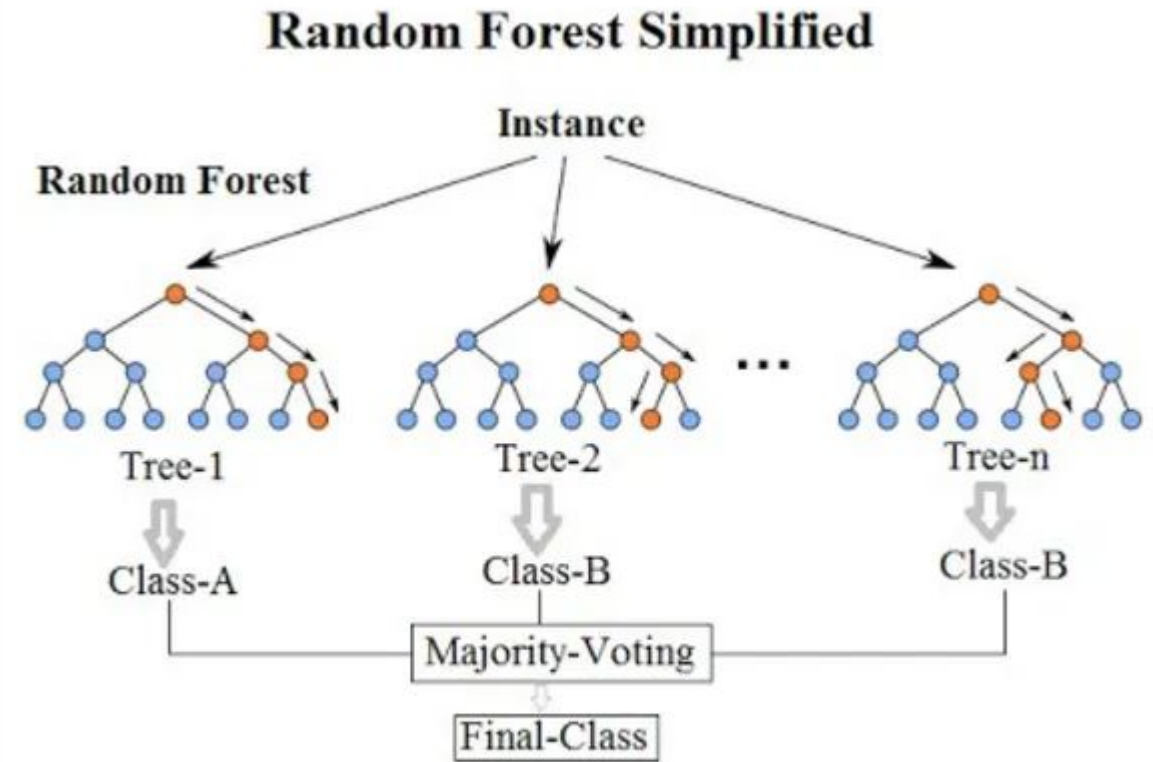 Random Forest Simplified
Instance
Random Forest
...
Tree-1
Tree-2
Tree-n
Class-A
Class-B
Class-B
Majority-Voting
Final-Class